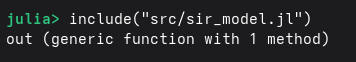 julia> include("src/sir_model.jl")
out (generic function with 1 method)